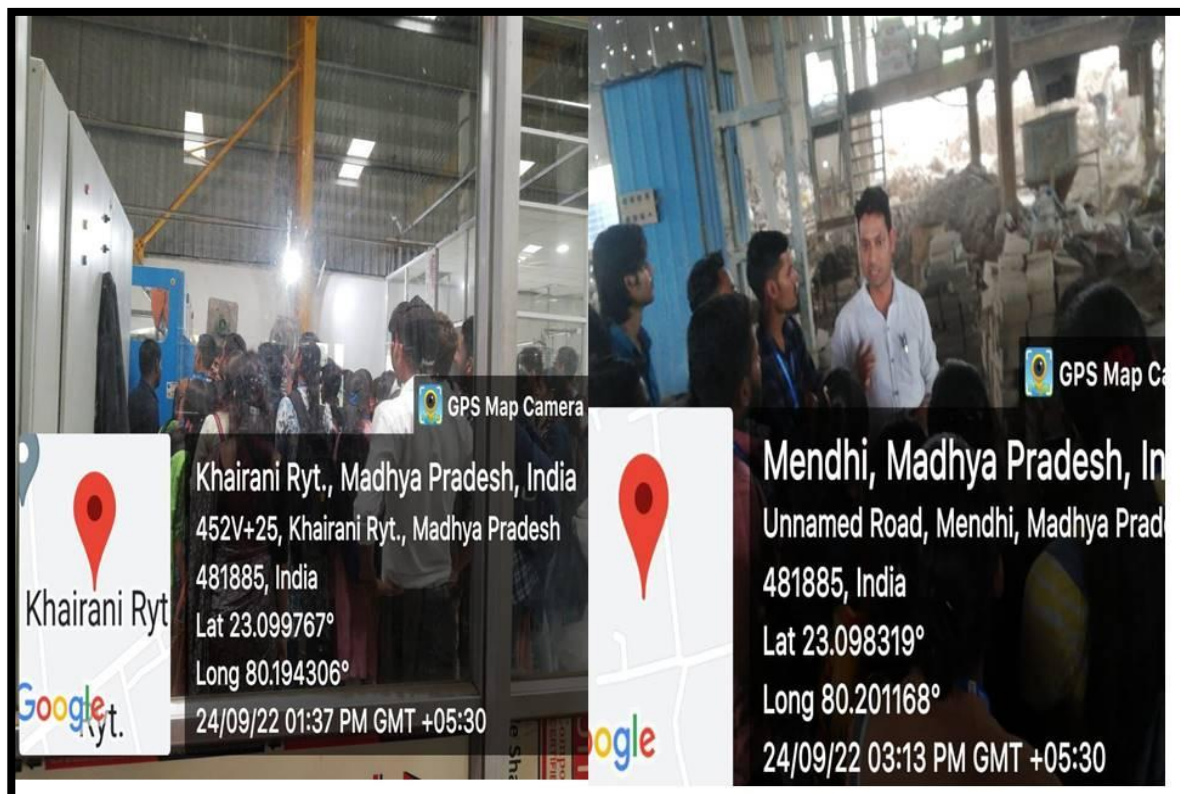 GPS Map Camera
Khairani Ryt., Madhya Pradesh, India
452V+25, Khairani Ryt., Madhya Pradesh
481885, India
Lat 23.099767°
Long 80.194306°
24/09/22 01:37 PM GMT +05:30
Khairani Ryt
Google
Ryt.
GPS Map Ca
Mendhi, Madhya Pradesh, In
Unnamed Road, Mendhi, Madhya Prad
481885, India
Lat 23.098319°
Long 80.201168°
24/09/22 03:13 PM GMT +05:30
ogle